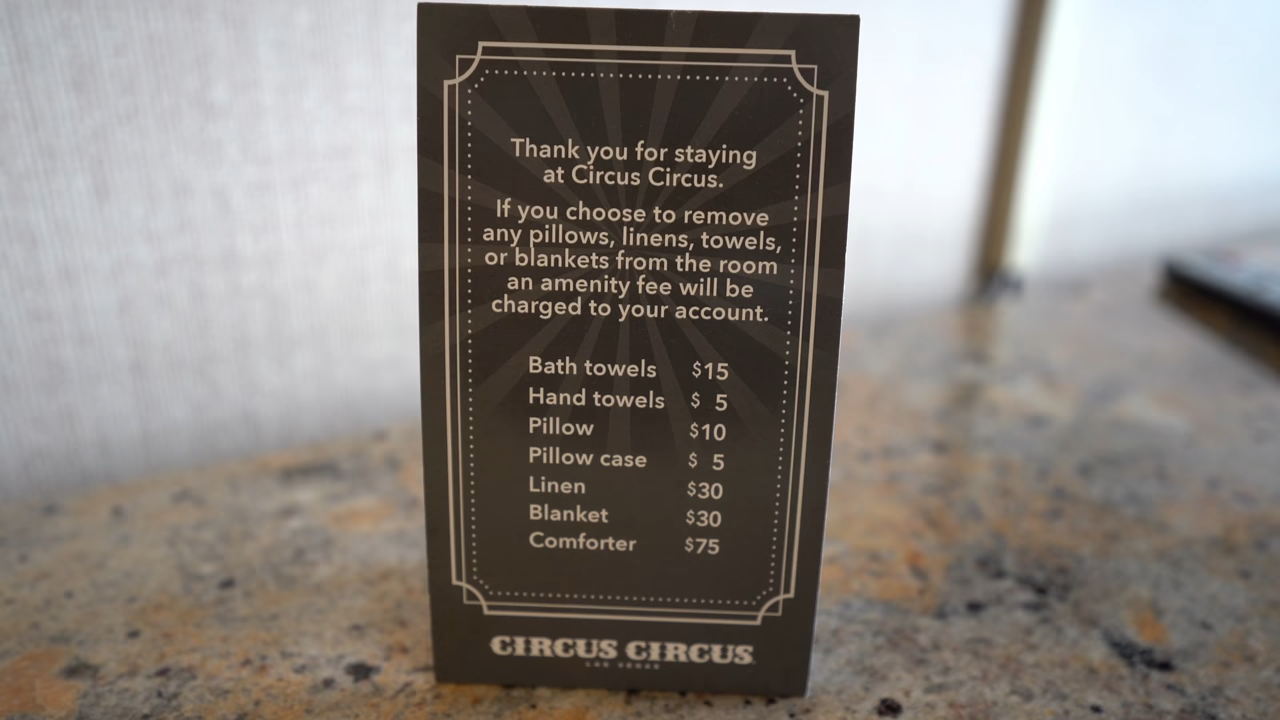 Thank you for staying
at Circus Circus.
If you choose to remove
any pillows, linens, towels,
or blankets from the room
an amenity fee will be
charged to your account.
Bath towels $15
Hand towels $ 5
Pillow $10
Pillow case $ 5
Linen $30
Blanket $30
Comforter $75
CIRCUS CIRCUS
LAS VEGAS